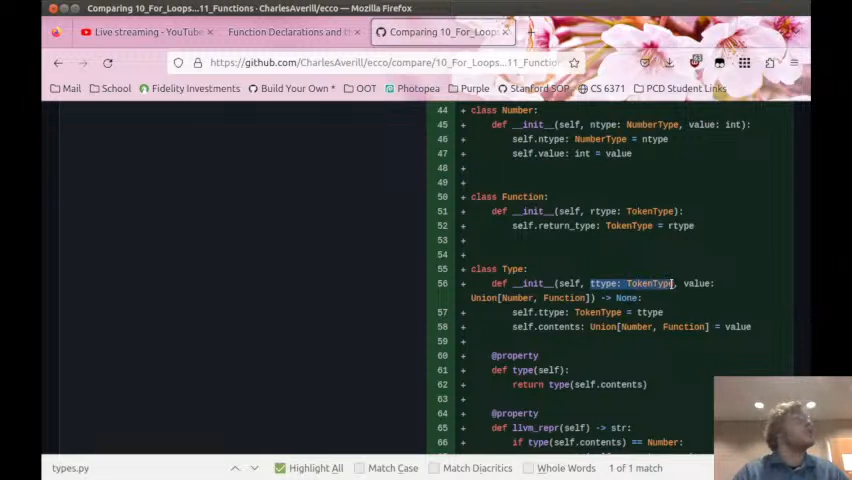 Comparing 10_For_Loops...11_Functions · CharlesAverill/ecco — Mozilla Firefox
Live streaming - YouTube
Function Declarations and th
Comparing 10_For_Loops
https://github.com/CharlesAverill/ecco/compare/10_For_Loops...11_Functio
Mail School Fidelity Investments Build Your Own * OOT Photopea Purple Stanford SOP CS 6371 PCD Student Links
44 + class Number:
45 + def __init__(self, ntype: NumberType, value: int):
46 + self.ntype: NumberType = ntype
47 + self.value: int = value
48 +
49 +
50 + class Function:
51 + def __init__(self, rtype: TokenType):
52 + self.return_type: TokenType = rtype
53 +
54 +
55 + class Type:
56 + def __init__(self, ttype: TokenType, value:
Union[Number, Function]) -> None:
57 + self.ttype: TokenType = ttype
58 + self.contents: Union[Number, Function] = value
59 +
60 + @property
61 + def type(self):
62 + return type(self.contents)
63 +
64 + @property
65 + def llvm_repr(self) -> str:
66 + if type(self.contents) == Number:
types.py
Highlight All Match Case Match Diacritics Whole Words 1 of 1 match